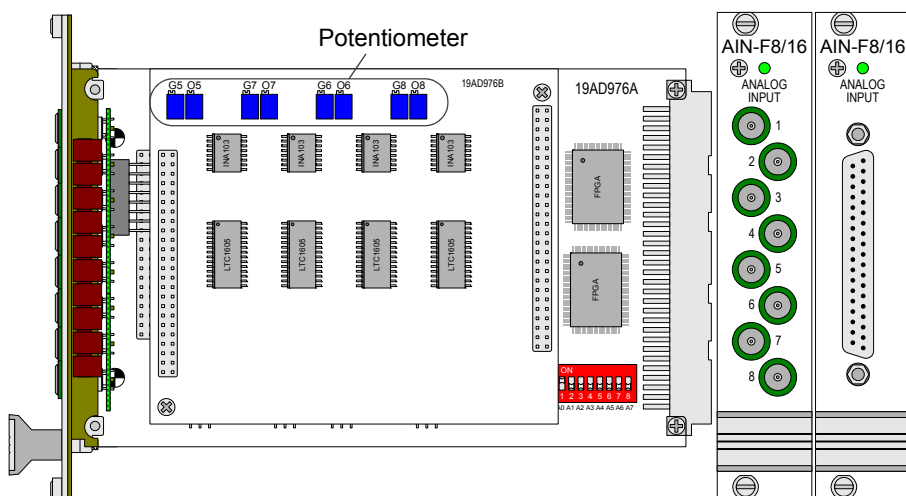 Potentiometer
G5 O5 G7 O7 G6 O6 G8 O8
19AD976B
19AD976A
INA103 INA103 INA103 INA103
LTC1605 LTC1605 LTC1605 LTC1605
FPGA
FPGA
ON
1 2 3 4 5 6 7 8
A0 A1 A2 A3 A4 A5 A6 A7
AIN-F8/16
ANALOG
INPUT
1
2
3
4
5
6
7
8
AIN-F8/16
ANALOG
INPUT